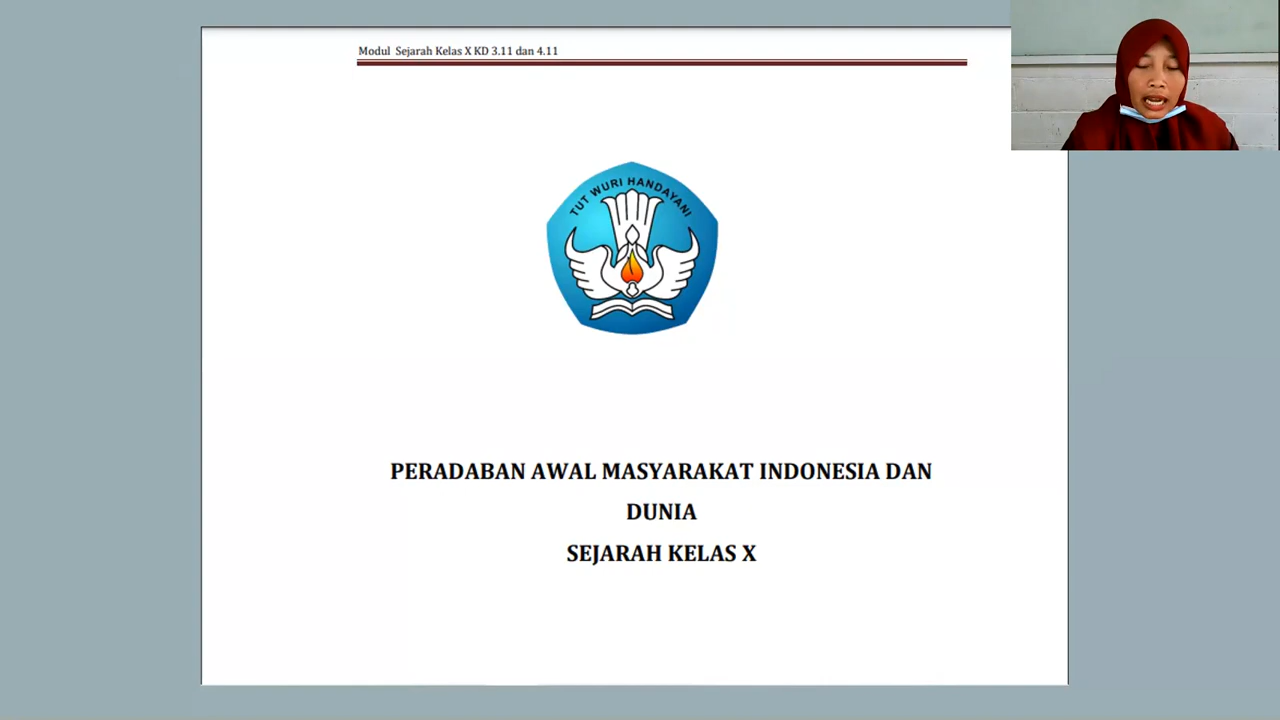 Modul Sejarah Kelas X KD 3.11 dan 4.11
TUT WURI HANDAYANI
PERADABAN AWAL MASYARAKAT INDONESIA DAN
DUNIA
SEJARAH KELAS X